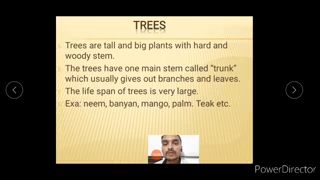 TREES
Trees are tall and big plants with hard and
woody stem.
The trees have one main stem called "trunk"
which usually gives out branches and leaves.
The life span of trees is very large.
Exa: neem, banyan, mango, palm. Teak etc.
PowerDirector